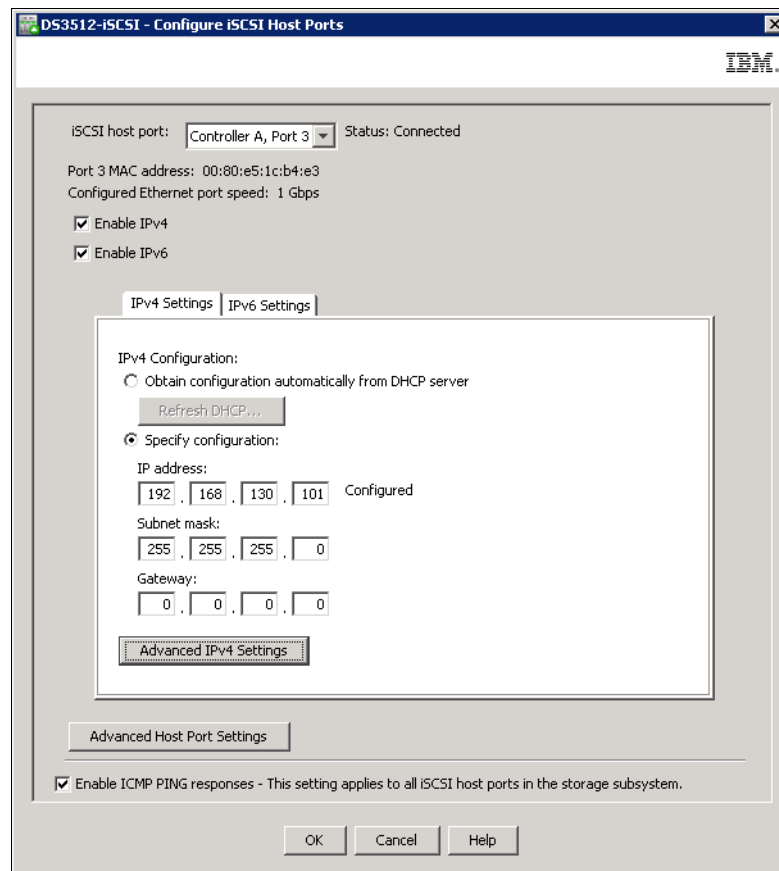 DS3512-iSCSI - Configure iSCSI Host Ports
IBM.
iSCSI host port: Controller A, Port 3 Status: Connected
Port 3 MAC address: 00:80:e5:1c:b4:e3
Configured Ethernet port speed: 1 Gbps
Enable IPv4
Enable IPv6
IPv4 Settings IPv6 Settings
IPv4 Configuration:
Obtain configuration automatically from DHCP server
Refresh DHCP...
Specify configuration:
IP address:
192 . 168 . 130 . 101 Configured
Subnet mask:
255 . 255 . 255 . 0
Gateway:
0 . 0 . 0 . 0
Advanced IPv4 Settings
Advanced Host Port Settings
Enable ICMP PING responses - This setting applies to all iSCSI host ports in the storage subsystem.
OK Cancel Help